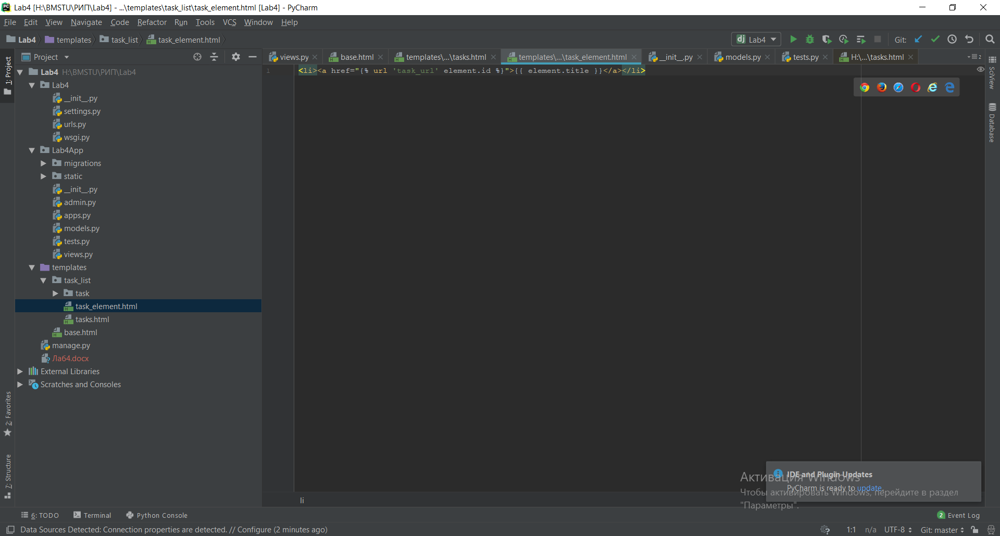 Lab4 [H:\BMSTU\РИП\Lab4] - ...\templates\task_list\task_element.html [Lab4] - PyCharm
File Edit View Navigate Code Refactor Run Tools VCS Window Help
Lab4 templates task_list task_element.html
Lab4 Git:
Project
views.py base.html templates\...\tasks.html templates\...\task_element.html __init__.py models.py tests.py H:\...\tasks.html 2
1: Project
2: Favorites
7: Structure
Lab4 H:\BMSTU\РИП\Lab4
Lab4
__init__.py
settings.py
urls.py
wsgi.py
Lab4App
migrations
static
__init__.py
admin.py
apps.py
models.py
tests.py
views.py
templates
task_list
task
task_element.html
tasks.html
base.html
manage.py
Лаб4.docx
External Libraries
Scratches and Consoles
1 <li><a href="{% url 'task_url' element.id %}">{{ element.title }}</a></li>
SciView
Database
IDE and Plugin Updates
PyCharm is ready to update.
Активация Windows
Чтобы активировать Windows, перейдите в раздел
"Параметры".
li
6: TODO Terminal Python Console 2 Event Log
Data Sources Detected: Connection properties are detected. // Configure (2 minutes ago) 1:1 n/a UTF-8 Git: master